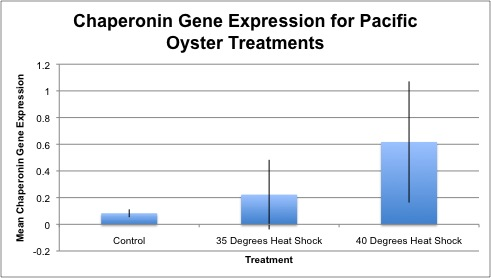 Chaperonin Gene Expression for Pacific
Oyster Treatments
Mean Chaperonin Gene Expression
1.2
1
0.8
0.6
0.4
0.2
0
-0.2
Control 35 Degrees Heat Shock 40 Degrees Heat Shock
Treatment